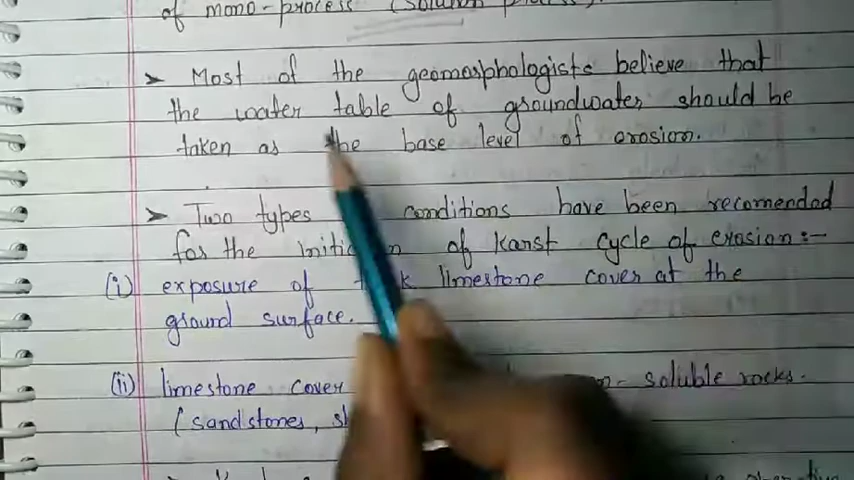 of mono-process (solution process).
➤ Most of the geomorphologists believe that
the water table of groundwater should be
taken as the base level of erosion.
➤ Two types conditions have been recomended
for the of Karst cycle of erosion :-
(i) exposure of limestone cover at the
ground surface.
(ii) limestone cover soluble rocks.
(sandstones,